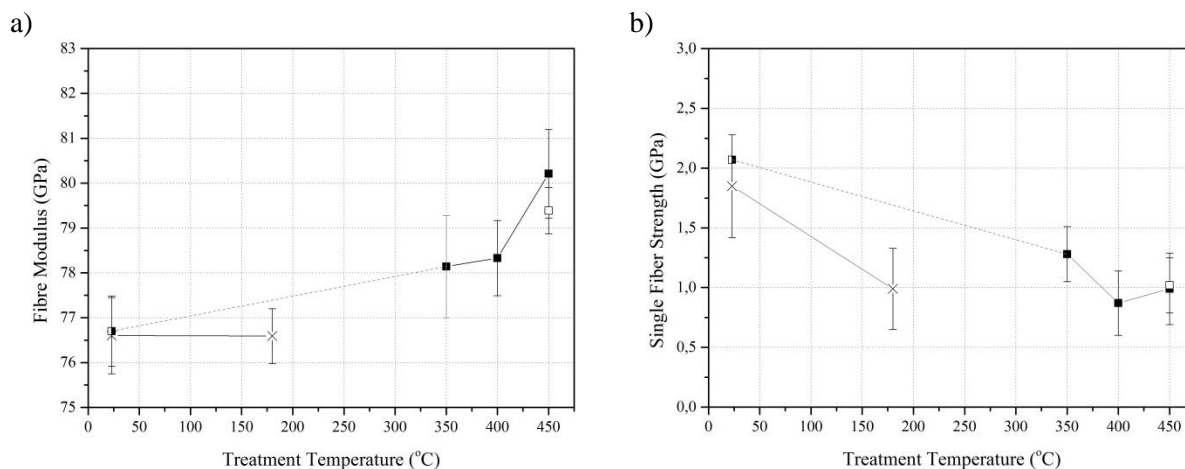 a)
83
82
81
80
79
78
77
76
75
Fibre Modulus (GPa)
0 50 100 150 200 250 300 350 400 450
Treatment Temperature (°C)
b)
3,0
2,5
2,0
1,5
1,0
0,5
0,0
Single Fiber Strength (GPa)
0 50 100 150 200 250 300 350 400 450
Treatment Temperature (°C)